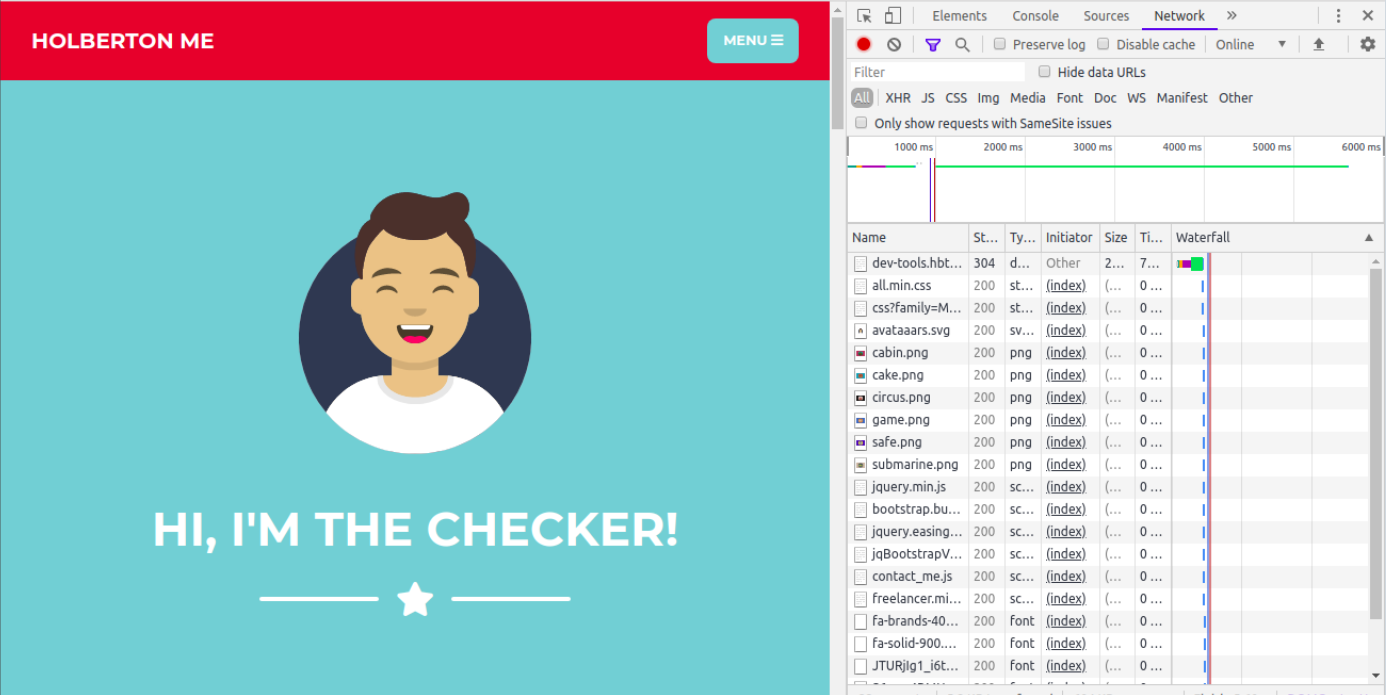 HOLBERTON ME
MENU
HI, I'M THE CHECKER!
Elements Console Sources Network »
Preserve log Disable cache Online
Filter Hide data URLs
All XHR JS CSS Img Media Font Doc WS Manifest Other
Only show requests with SameSite issues
1000 ms 2000 ms 3000 ms 4000 ms 5000 ms 6000 ms
Name St... Ty... Initiator Size Ti... Waterfall
dev-tools.hbt... 304 d... Other 2... 7...
all.min.css 200 st... (index) (... 0 ...
css?family=M... 200 st... (index) (... 0 ...
avataaars.svg 200 sv... (index) (... 0 ...
cabin.png 200 png (index) (... 0 ...
cake.png 200 png (index) (... 0 ...
circus.png 200 png (index) (... 0 ...
game.png 200 png (index) (... 0 ...
safe.png 200 png (index) (... 0 ...
submarine.png 200 png (index) (... 0 ...
jquery.min.js 200 sc... (index) (... 0 ...
bootstrap.bu... 200 sc... (index) (... 0 ...
jquery.easing... 200 sc... (index) (... 0 ...
jqBootstrapV... 200 sc... (index) (... 0 ...
contact_me.js 200 sc... (index) (... 0 ...
freelancer.mi... 200 sc... (index) (... 0 ...
fa-brands-40... 200 font (index) (... 0 ...
fa-solid-900.... 200 font (index) (... 0 ...
JTURjIg1_i6t... 200 font (index) (... 0 ...